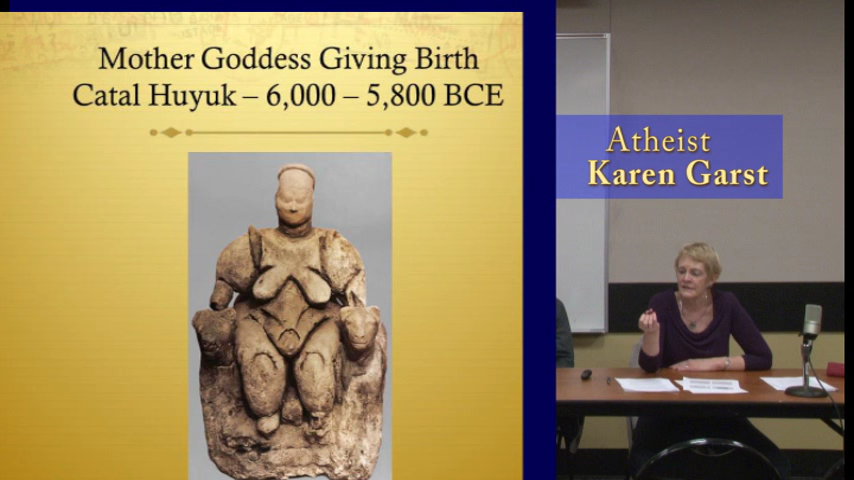 Mother Goddess Giving Birth
Catal Huyuk – 6,000 – 5,800 BCE
Atheist
Karen Garst